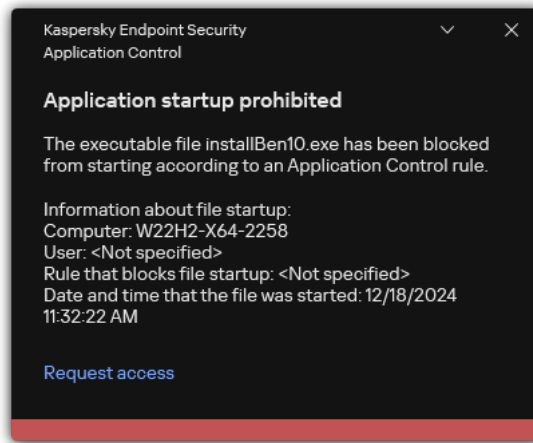 Kaspersky Endpoint Security
Application Control
Application startup prohibited
The executable file installBen10.exe has been blocked
from starting according to an Application Control rule.
Information about file startup:
Computer: W22H2-X64-2258
User: <Not specified>
Rule that blocks file startup: <Not specified>
Date and time that the file was started: 12/18/2024
11:32:22 AM
Request access